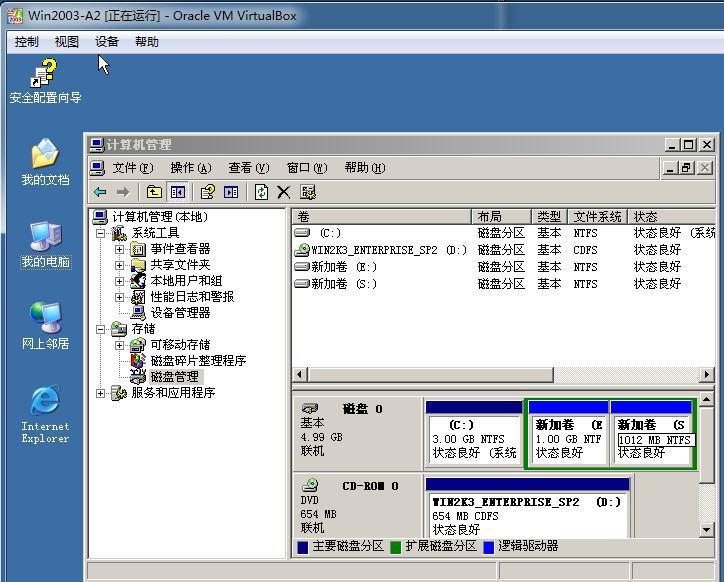 Win2003-A2 [正在运行] - Oracle VM VirtualBox
控制 视图 设备 帮助
安全配置向导
我的文档
我的电脑
网上邻居
Internet
Explorer
计算机管理
文件(F) 操作(A) 查看(V) 窗口(W) 帮助(H)
计算机管理(本地)
系统工具
事件查看器
共享文件夹
本地用户和组
性能日志和警报
设备管理器
存储
可移动存储
磁盘碎片整理程序
磁盘管理
服务和应用程序
卷 布局 类型 文件系统 状态
(C:) 磁盘分区 基本 NTFS 状态良好 (系统
WIN2K3_ENTERPRISE_SP2 (D:) 磁盘分区 基本 CDFS 状态良好
新加卷 (E:) 磁盘分区 基本 NTFS 状态良好
新加卷 (S:) 磁盘分区 基本 NTFS 状态良好
磁盘 0
基本
4.99 GB
联机
(C:)
3.00 GB NTFS
状态良好 (系统
新加卷 (E
1.00 GB NTF
状态良好
新加卷 (S
1012 MB NTFS
状态良好
CD-ROM 0
DVD
654 MB
联机
WIN2K3_ENTERPRISE_SP2 (D:)
654 MB CDFS
状态良好
主要磁盘分区 扩展磁盘分区 逻辑驱动器